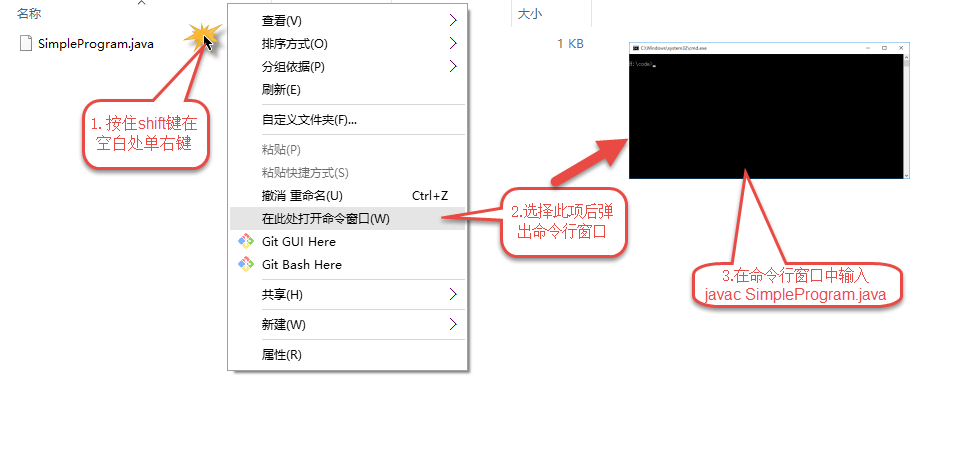 名称
大小
SimpleProgram.java
1 KB
1. 按住shift键在
空白处单右键
查看(V)
排序方式(O)
分组依据(P)
刷新(E)
自定义文件夹(F)...
粘贴(P)
粘贴快捷方式(S)
撤消 重命名(U) Ctrl+Z
在此处打开命令窗口(W)
Git GUI Here
Git Bash Here
共享(H)
新建(W)
属性(R)
2.选择此项后弹
出命令行窗口
C:\Windows\system32\cmd.exe
3.在命令行窗口中输入
javac SimpleProgram.java